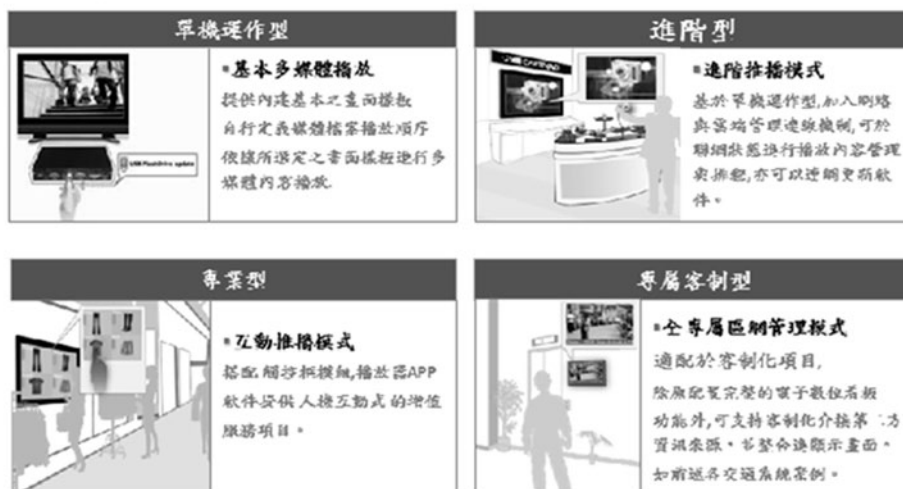 單機運作型
▪基本多媒體播放
提供內建基本之畫面樣板
自行定義媒體檔案播放順序
依據所選定之畫面樣板進行多
媒體內容播放.
USB Flash Drive update
進階型
▪進階推播模式
基於單機運作型,加入網路
與雲端管理連線機制,可於
聯網狀態進行播放內容管理
與排程,亦可以連網更新軟
件。
專業型
▪互動推播模式
搭配觸控模組,播放器APP
軟件提供人機互動式的增值
服務項目。
專屬客制型
▪全專屬區網管理模式
適配於客制化項目,
除原配置完整的電子數位看板
功能外,可支持客制化介接第三方
資訊來源。並整合進顯示畫面。
如前述各交通系統案例。